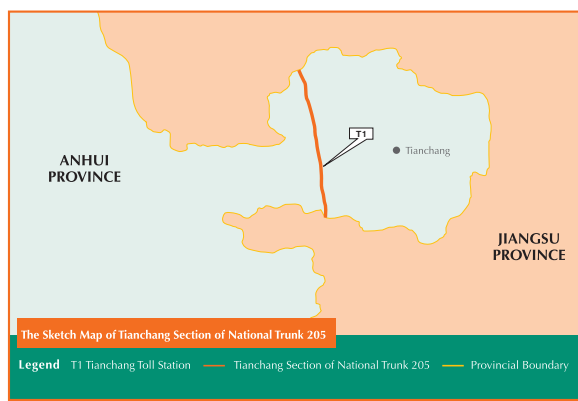 T1
ANHUI
PROVINCE
Tianchang
JIANGSU
PROVINCE
The Sketch Map of Tianchang Section of National Trunk 205
Legend T1 Tianchang Toll Station Tianchang Section of National Trunk 205 Provincial Boundary